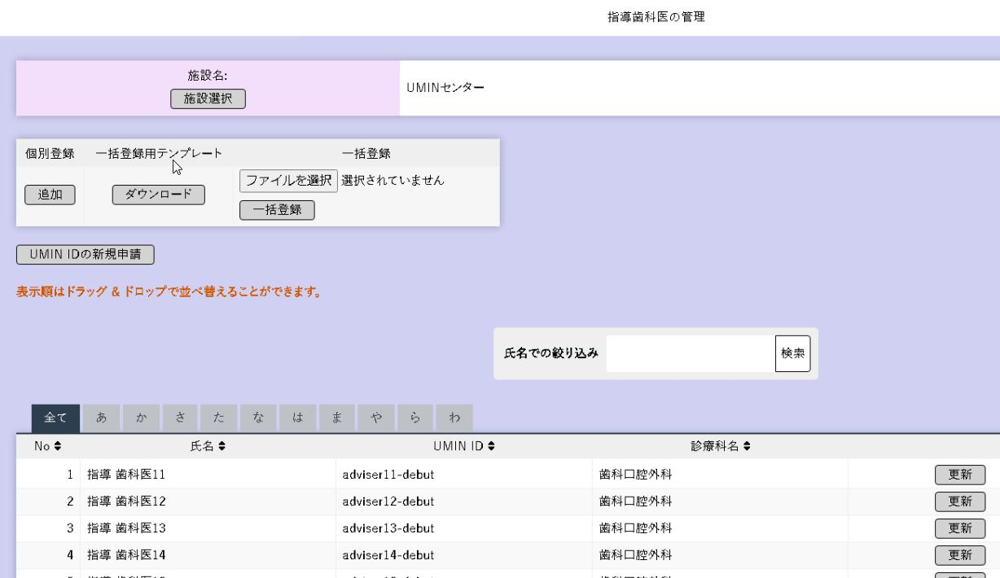 指導歯科医の管理
施設名:
施設選択
UMINセンター
個別登録 一括登録用テンプレート 一括登録
追加 ダウンロード ファイルを選択 選択されていません
一括登録
UMIN IDの新規申請
表示順はドラッグ & ドロップで並べ替えることができます。
氏名での絞り込み 検索
全て あ か さ た な は ま や ら わ
No 氏名 UMIN ID 診療科名
1 指導 歯科医11 adviser11-debut 歯科口腔外科 更新
2 指導 歯科医12 adviser12-debut 歯科口腔外科 更新
3 指導 歯科医13 adviser13-debut 歯科口腔外科 更新
4 指導 歯科医14 adviser14-debut 歯科口腔外科 更新